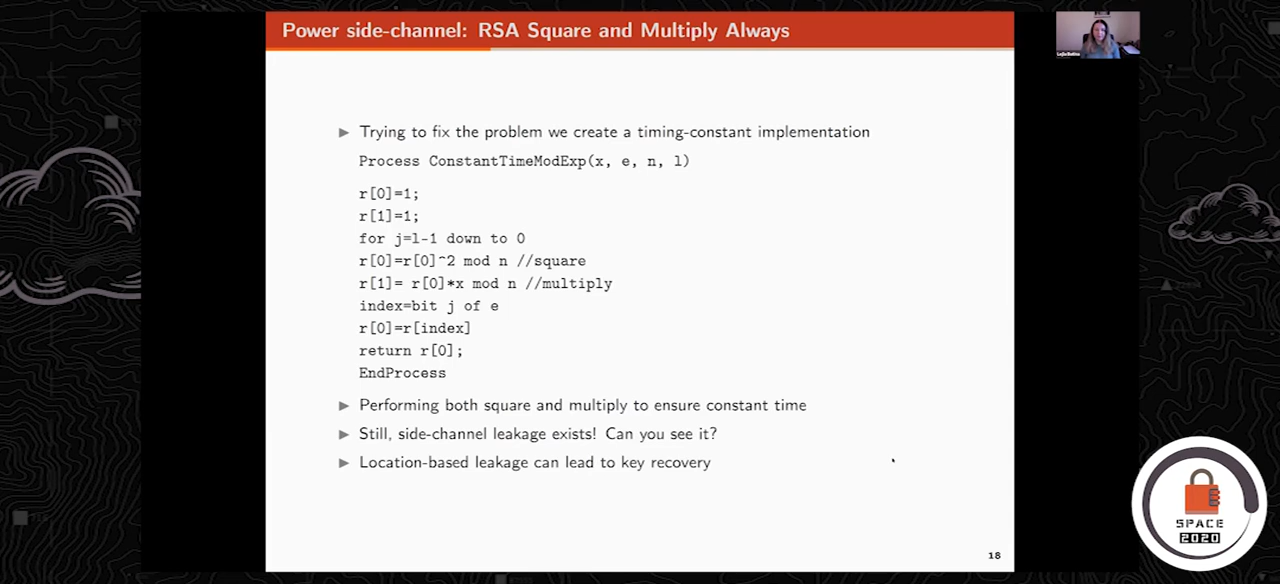 Power side-channel: RSA Square and Multiply Always
Trying to fix the problem we create a timing-constant implementation
Process ConstantTimeModExp(x, e, n, l)
r[0]=1;
r[1]=1;
for j=l-1 down to 0
r[0]=r[0]^2 mod n //square
r[1]= r[0]*x mod n //multiply
index=bit j of e
r[0]=r[index]
return r[0];
EndProcess
Performing both square and multiply to ensure constant time
Still, side-channel leakage exists! Can you see it?
Location-based leakage can lead to key recovery
18
SPACE
2020